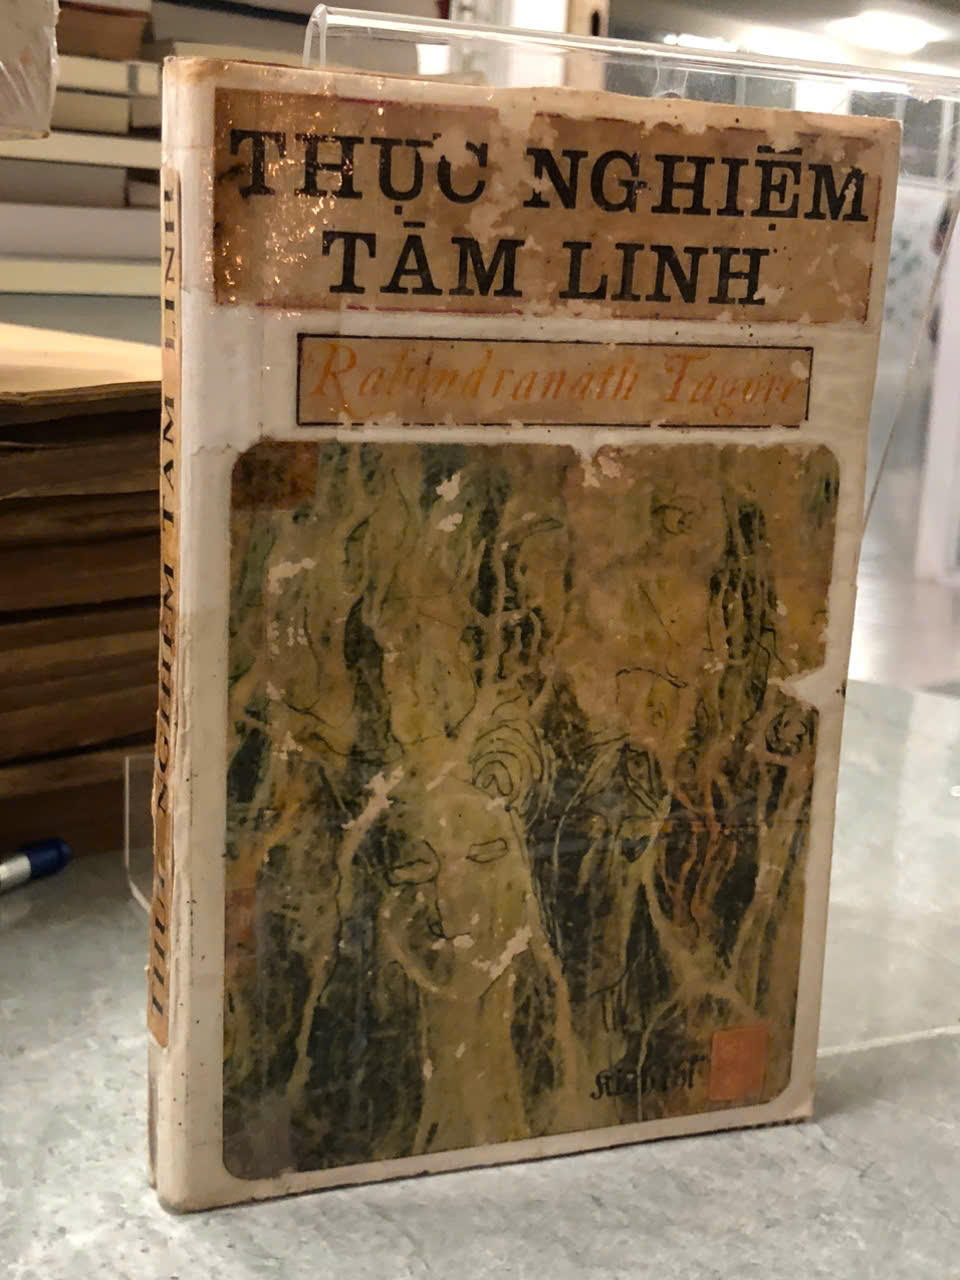 THỰC NGHIỆM
TÂM LINH
Rabindranath Tagore
THỰC NGHIỆM TÂM LINH